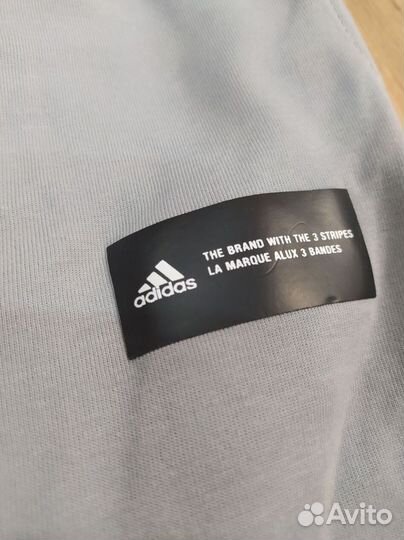 adidas
THE BRAND WITH THE 3 STRIPES
LA MARQUE ALUX 3 BANDES
Avito